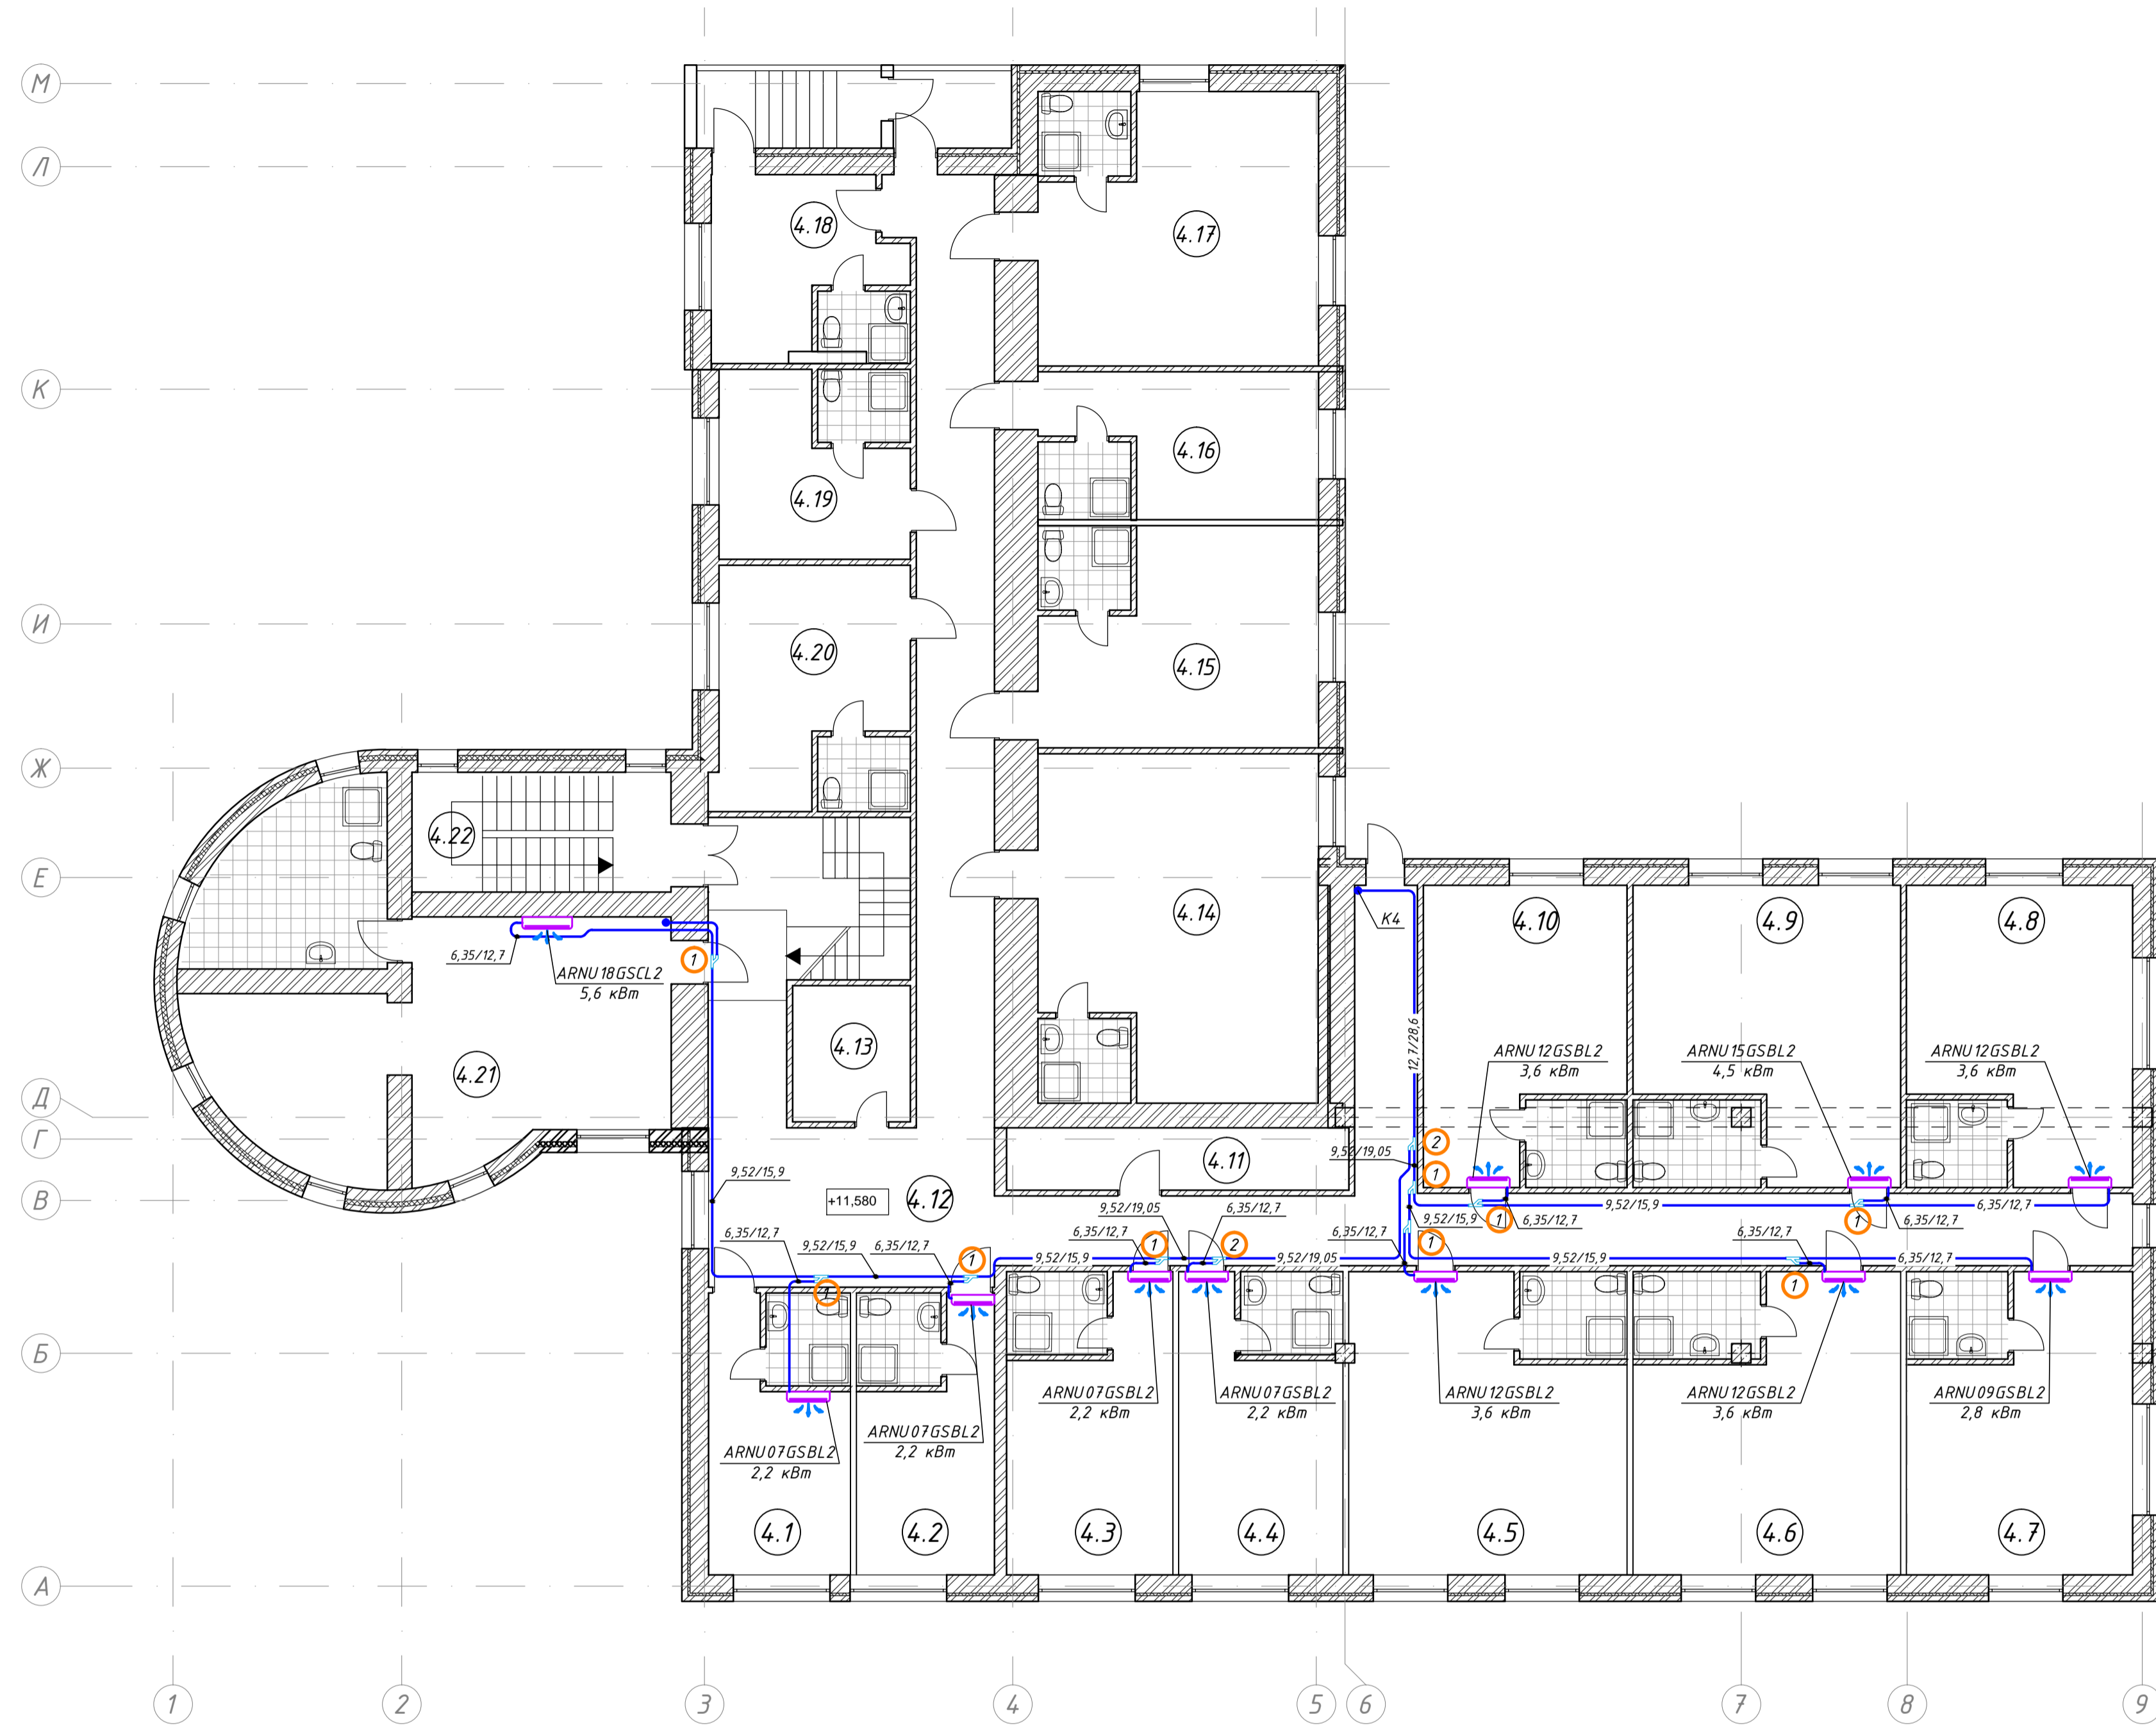 М
Л
4.18
4.17
К
4.16
4.19
И
4.20
4.15
Ж
4.22
Е
4.14
К4
4.10
4.9
4.8
6,35/12,7
1
ARNU18GSCL2
5,6 кВт
12,7/28,6
4.13
ARNU12GSBL2
3,6 кВт
ARNU15GSBL2
4,5 кВт
ARNU12GSBL2
3,6 кВт
4.21
Д
Г
2
9,52/19,05
4.11
1
9,52/15,9
В
+11,580
4.12
9,52/19,05
6,35/12,7
9,52/15,9
1
6,35/12,7
9,52/15,9
1
6,35/12,7
6,35/12,7
6,35/12,7
9,52/15,9
6,35/12,7
1
6,35/12,7
1
2
6,35/12,7
1
6,35/12,7
9,52/15,9
9,52/19,05
9,52/15,9
6,35/12,7
1
1
Б
ARNU07GSBL2
2,2 кВт
ARNU07GSBL2
2,2 кВт
ARNU12GSBL2
3,6 кВт
ARNU12GSBL2
3,6 кВт
ARNU09GSBL2
2,8 кВт
ARNU07GSBL2
2,2 кВт
ARNU07GSBL2
2,2 кВт
4.1
4.2
4.3
4.4
4.5
4.6
4.7
А
1
2
3
4
5
6
7
8
9